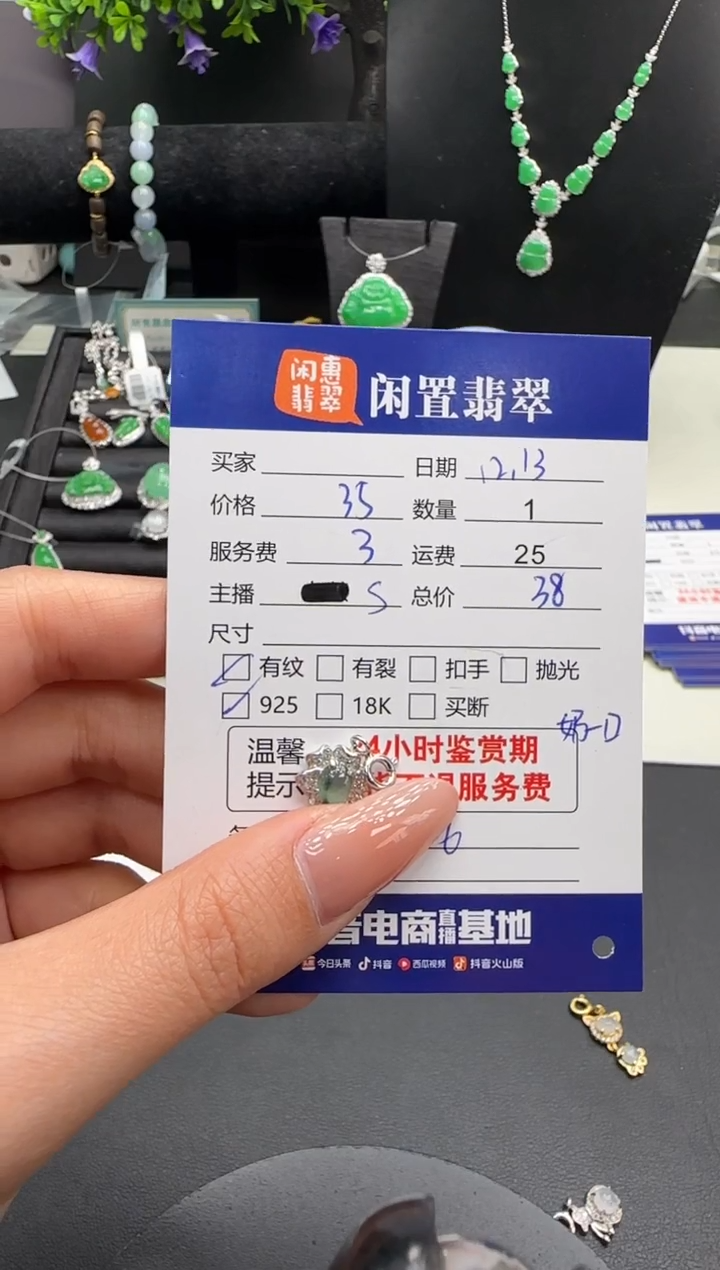 闲惠
翡翠
闲置翡翠
买家 日期 12.13
价格 35 数量 1
服务费 3 运费 25
主播 S 总价 38
尺寸
有纹 有裂 扣手 抛光
925 18K 买断
温馨 4小时鉴赏期
提示 服务费
6
音电商直播基地
今日头条 抖音 西瓜视频 抖音火山版